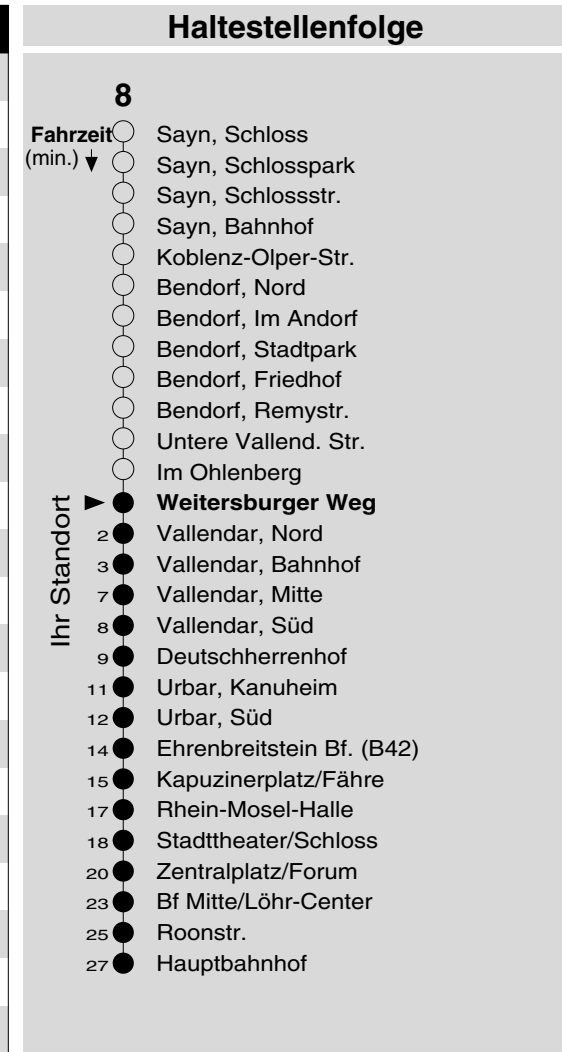 Haltestellenfolge
8
Fahrzeit Sayn, Schloss
(min.) Sayn, Schlosspark
Sayn, Schlossstr.
Sayn, Bahnhof
Koblenz-Olper-Str.
Bendorf, Nord
Bendorf, Im Andorf
Bendorf, Stadtpark
Bendorf, Friedhof
Bendorf, Remystr.
Untere Vallend. Str.
Im Ohlenberg
Ihr Standort
Weitersburger Weg
2 Vallendar, Nord
3 Vallendar, Bahnhof
7 Vallendar, Mitte
8 Vallendar, Süd
9 Deutschherrenhof
11 Urbar, Kanuheim
12 Urbar, Süd
14 Ehrenbreitstein Bf. (B42)
15 Kapuzinerplatz/Fähre
17 Rhein-Mosel-Halle
18 Stadttheater/Schloss
20 Zentralplatz/Forum
23 Bf Mitte/Löhr-Center
25 Roonstr.
27 Hauptbahnhof